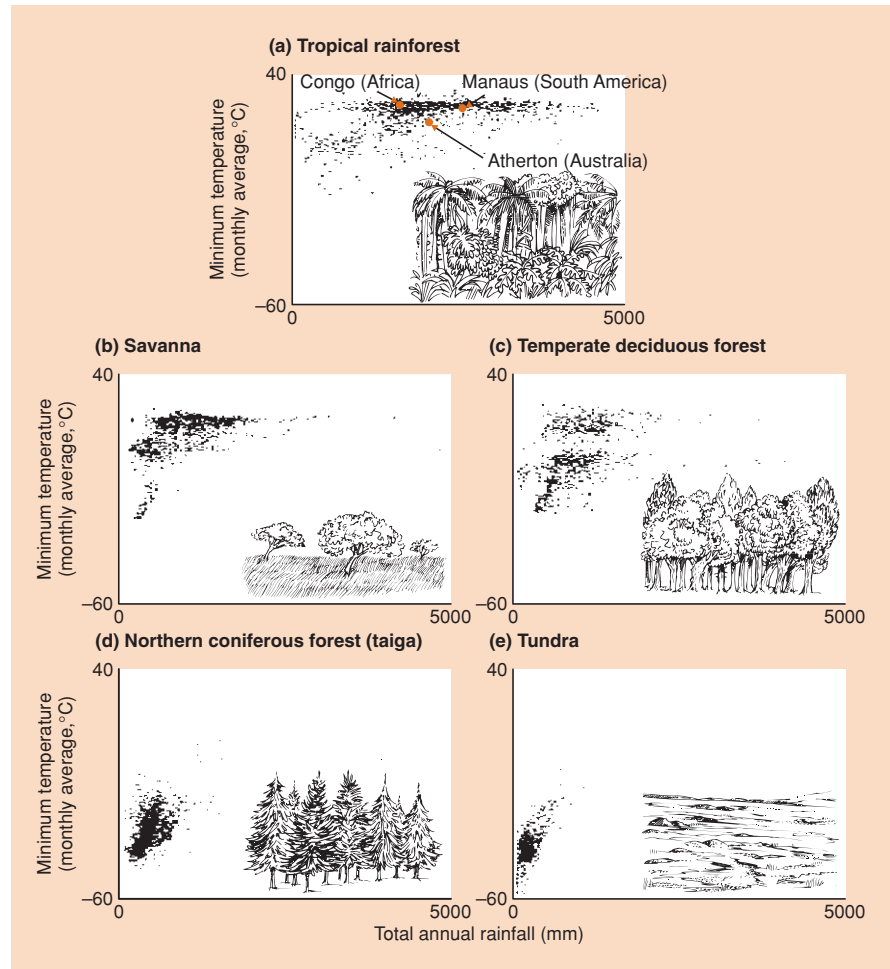 (a) Tropical rainforest
40
Congo (Africa)
Manaus (South America)
Atherton (Australia)
Minimum temperature
(monthly average,°C)
–60
0
5000
(b) Savanna
40
Minimum temperature
(monthly average,°C)
–60
0
5000
(c) Temperate deciduous forest
40
–60
0
5000
(d) Northern coniferous forest (taiga)
40
Minimum temperature
(monthly average,°C)
–60
0
5000
(e) Tundra
40
–60
0
5000
Total annual rainfall (mm)